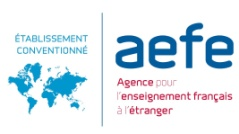 ÉTABLISSEMENT
CONVENTIONNÉ
aefe
Agence pour
l'enseignement français
à l'étranger